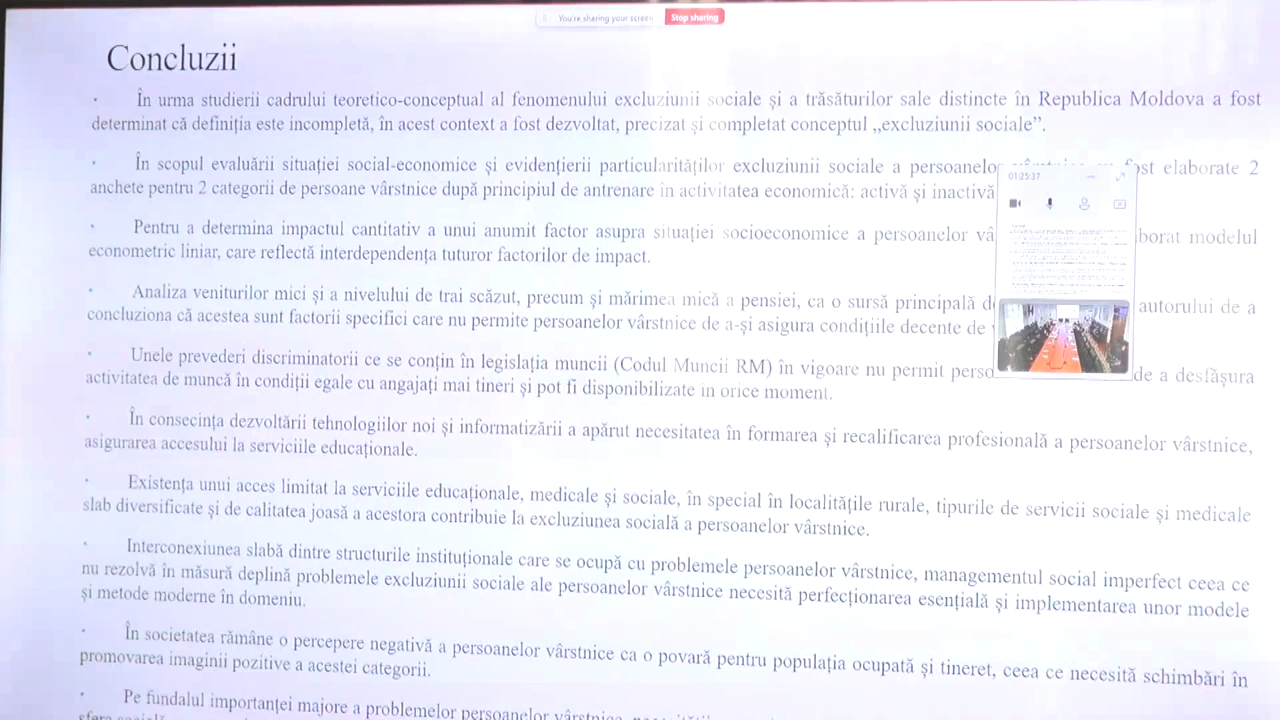 You're sharing your screen
Stop sharing
Concluzii
În urma studierii cadrului teoretico-conceptual al fenomenului excluziunii sociale și a trăsăturilor sale distincte în Republica Moldova a fost
determinat că definiția este incompletă, în acest context a fost dezvoltat, precizat și completat conceptul „excluziunii sociale”.
În scopul evaluării situației social-economice și evidențierii particularităților excluziunii sociale a persoanelor elaborate 2
anchete pentru 2 categorii de persoane vârstnice după principiul de antrenare în activitatea economică: activă și inactivă
01:25:37
Pentru a determina impactul cantitativ a unui anumit factor asupra situației socioeconomice a persoanelor modelul
econometric liniar, care reflectă interdependența tuturor factorilor de impact.
Analiza veniturilor mici și a nivelului de trai scăzut, precum și mărimea mică a pensiei, ca o sursă principală autorului de a
concluziona că acestea sunt factorii specifici care nu permite persoanelor vârstnice de a-și asigura condițiile decente de
Unele prevederi discriminatorii ce se conțin în legislația muncii (Codul Muncii RM) în vigoare nu permit de a desfășura
activitatea de muncă în condiții egale cu angajați mai tineri și pot fi disponibilizate in orice moment.
În consecința dezvoltării tehnologiilor noi și informatizării a apărut necesitatea în formarea și recalificarea profesională a persoanelor vârstnice,
asigurarea accesului la serviciile educaționale.
Existența unui acces limitat la serviciile educaționale, medicale și sociale, în special în localitățile rurale, tipurile de servicii sociale și medicale
slab diversificate și de calitatea joasă a acestora contribuie la excluziunea socială a persoanelor vârstnice.
Interconexiunea slabă dintre structurile instituționale care se ocupă cu problemele persoanelor vârstnice, managementul social imperfect ceea ce
nu rezolvă în măsură deplină problemele excluziunii sociale ale persoanelor vârstnice necesită perfecționarea esențială și implementarea unor modele
și metode moderne în domeniu.
În societatea rămâne o percepere negativă a persoanelor vârstnice ca o povară pentru populația ocupată și tineret, ceea ce necesită schimbări în
promovarea imaginii pozitive a acestei categorii.
Pe fundalul importanței majore a problemelor persoanelor